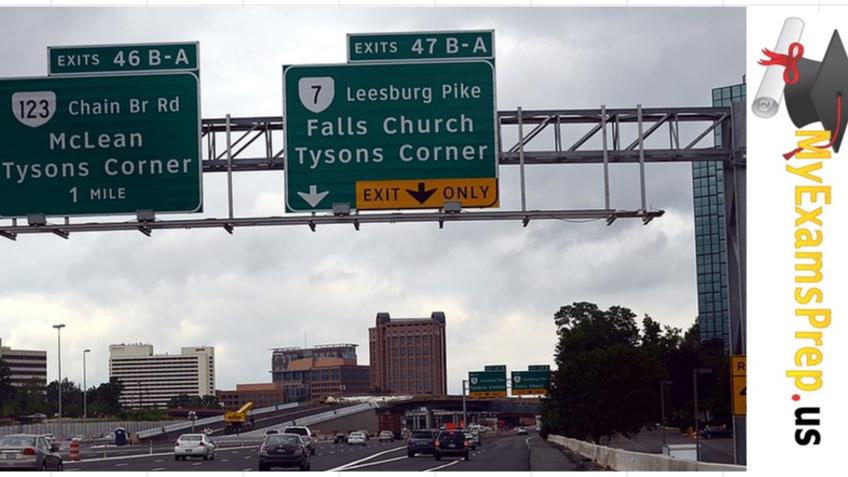 EXITS 46 B-A
123 Chain Br Rd
McLean
Tysons Corner
1 MILE
EXITS 47 B-A
7 Leesburg Pike
Falls Church
Tysons Corner
EXIT ONLY
MyExamsPrep.us